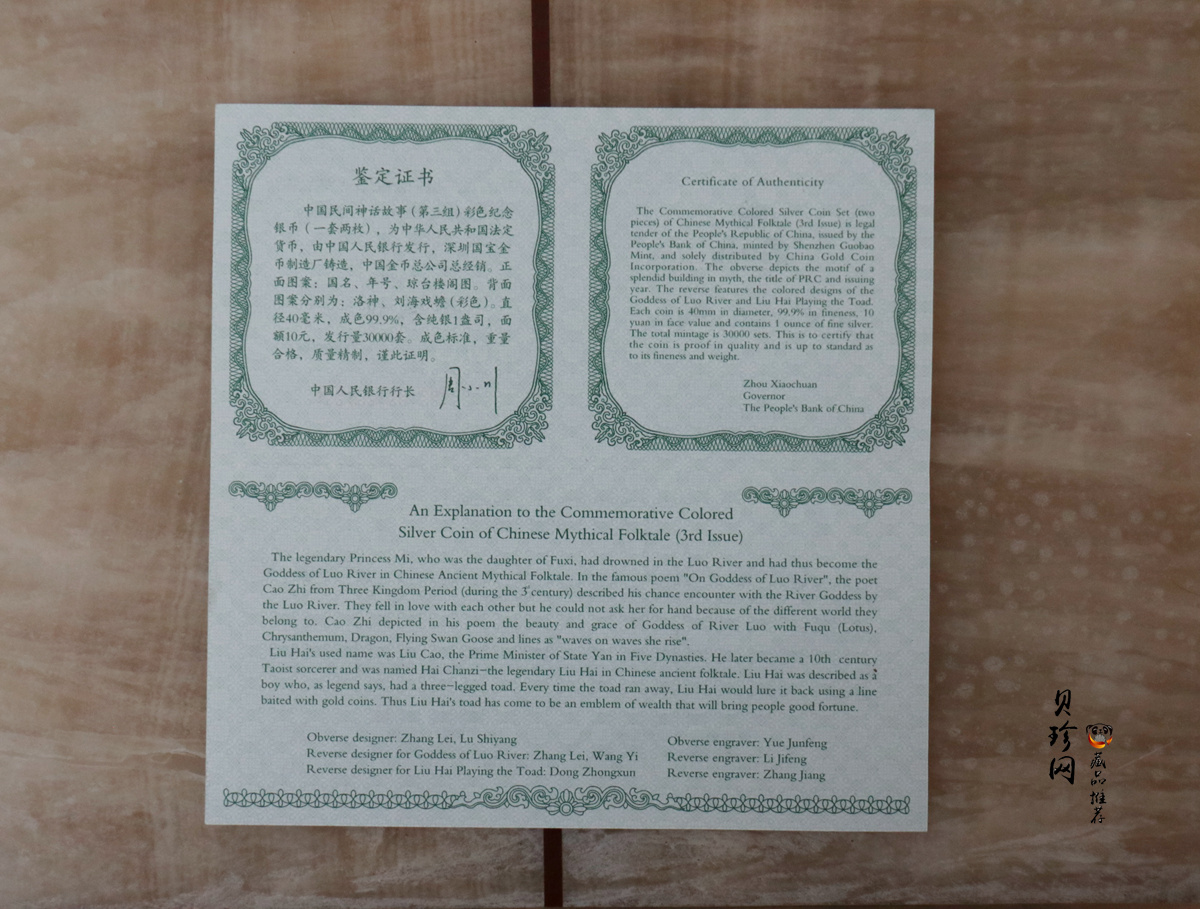 鉴定证书
中国民间神话故事(第三组)彩色纪念
银币(一套两枚),为中华人民共和国法定
货币,由中国人民银行发行,深圳国宝金
币制造厂铸造,中国金币总公司总经销。正
面图案:国名、年号、琼台楼阁图。背面
图案分别为:洛神、刘海戏蟾(彩色)。直
径40毫米,成色99.9%,含纯银1盎司,面
额10元,发行量30000套。成色标准,重量
合格,质量精制,谨此证明。
中国人民银行行长 周小川
Certificate of Authenticity
The Commemorative Colored Silver Coin Set (two
pieces) of Chinese Mythical Folktale (3rd Issue) is legal
tender of the People's Republic of China, issued by the
People's Bank of China, minted by Shenzhen Guobao
Mint, and solely distributed by China Gold Coin
Incorporation. The obverse depicts the motif of a
splendid building in myth, the title of PRC and issuing
year. The reverse features the colored designs of the
Goddess of Luo River and Liu Hai Playing the Toad.
Each coin is 40mm in diameter, 99.9% in fineness, 10
yuan in face value and contains 1 ounce of fine silver.
The total mintage is 30000 sets. This is to certify that
the coin is proof in quality and is up to standard as
to its fineness and weight.
Zhou Xiaochuan
Governor
The People's Bank of China
An Explanation to the Commemorative Colored
Silver Coin of Chinese Mythical Folktale (3rd Issue)
The legendary Princess Mi, who was the daughter of Fuxi, had drowned in the Luo River and had thus become the
Goddess of Luo River in Chinese Ancient Mythical Folktale. In the famous poem "On Goddess of Luo River", the poet
Cao Zhi from Three Kingdom Period (during the 3 century) described his chance encounter with the River Goddess by
the Luo River. They fell in love with each other but he could not ask her for hand because of the different world they
belong to. Cao Zhi depicted in his poem the beauty and grace of Goddess of River Luo with Fuqu (Lotus),
Chrysanthemum, Dragon, Flying Swan Goose and lines as "waves on waves she rise".
Liu Hai's used name was Liu Cao, the Prime Minister of State Yan in Five Dynasties. He later became a 10th century
Taoist sorcerer and was named Hai Chanzi—the legendary Liu Hai in Chinese ancient folktale. Liu Hai was described as a
boy who, as legend says, had a three-legged toad. Every time the toad ran away, Liu Hai would lure it back using a line
baited with gold coins. Thus Liu Hai's toad has come to be an emblem of wealth that will bring people good fortune.
Obverse designer: Zhang Lei, Lu Shiyang
Reverse designer for Goddess of Luo River: Zhang Lei, Wang Yi
Reverse designer for Liu Hai Playing the Toad: Dong Zhongxun
Obverse engraver: Yue Junfeng
Reverse engraver: Li Jifeng
Reverse engraver: Zhang Jiang
贝珍网
藏品推荐